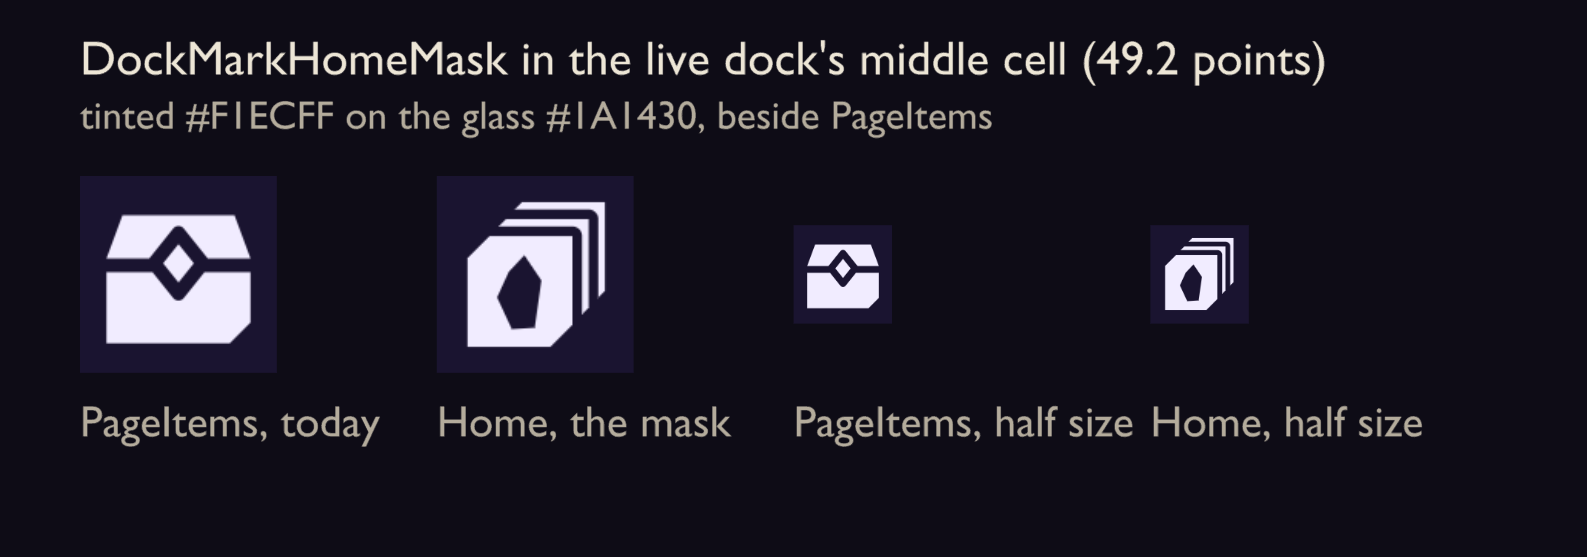 DockMarkHomeMask in the live dock's middle cell (49.2 points)
tinted #F1ECFF on the glass #1A1430, beside PageItems
PageItems, today
Home, the mask
PageItems, half size
Home, half size